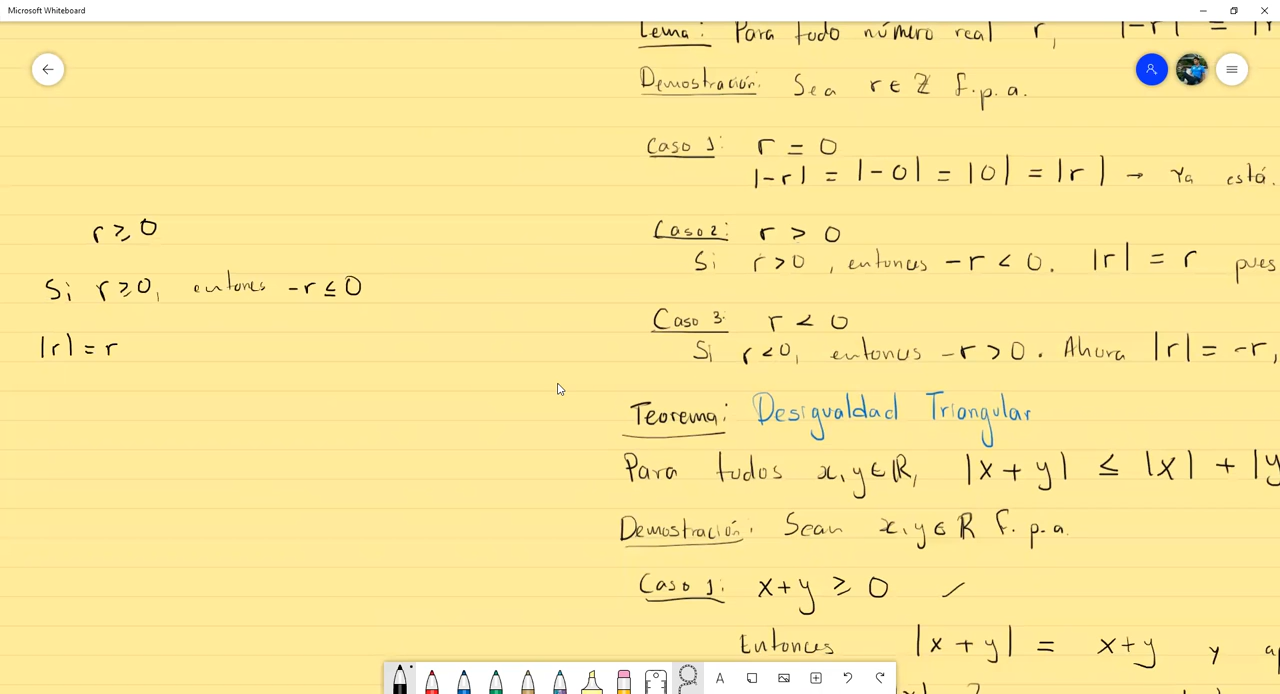 Microsoft Whiteboard
Lema: Para todo número real r, |-r| = |r
Demostración: Sea r ∈ ℤ f.p.a.
Caso 1: r = 0
|-r| = |-0| = |0| = |r| → Ya está.
Caso 2: r > 0
Si r > 0, entonces -r < 0. |r| = r pues
Caso 3: r < 0
Si r < 0, entonces -r > 0. Ahora |r| = -r,
r ≥ 0
Si r ≥ 0, entonces -r ≤ 0
|r| = r
Teorema: Desigualdad Triangular
Para todos x, y ∈ ℝ, |x + y| ≤ |x| + |y
Demostración: Sean x, y ∈ ℝ f.p.a.
Caso 1: x+y ≥ 0
Entonces |x + y| = x+y y
A